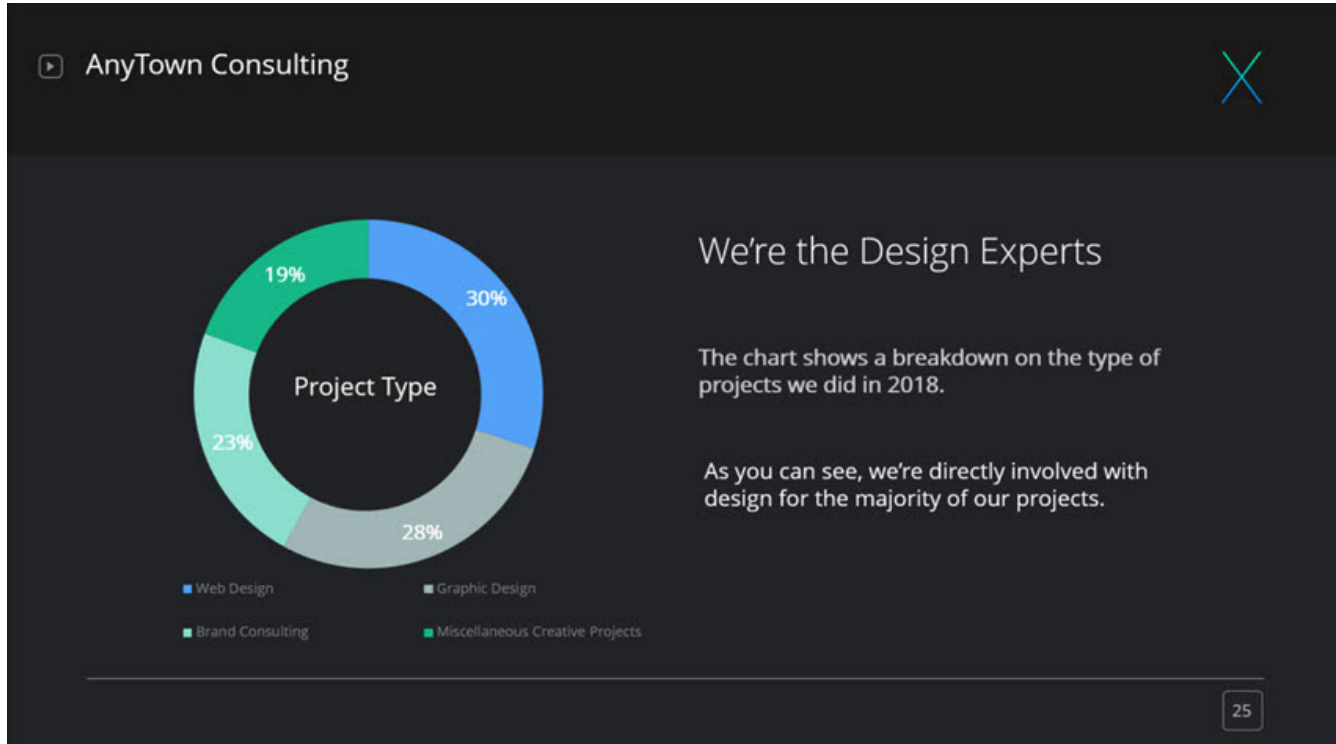 AnyTown Consulting
19%
30%
Project Type
23%
28%
Web Design
Graphic Design
Brand Consulting
Miscellaneous Creative Projects
We're the Design Experts
The chart shows a breakdown on the type of
projects we did in 2018.
As you can see, we're directly involved with
design for the majority of our projects.
25